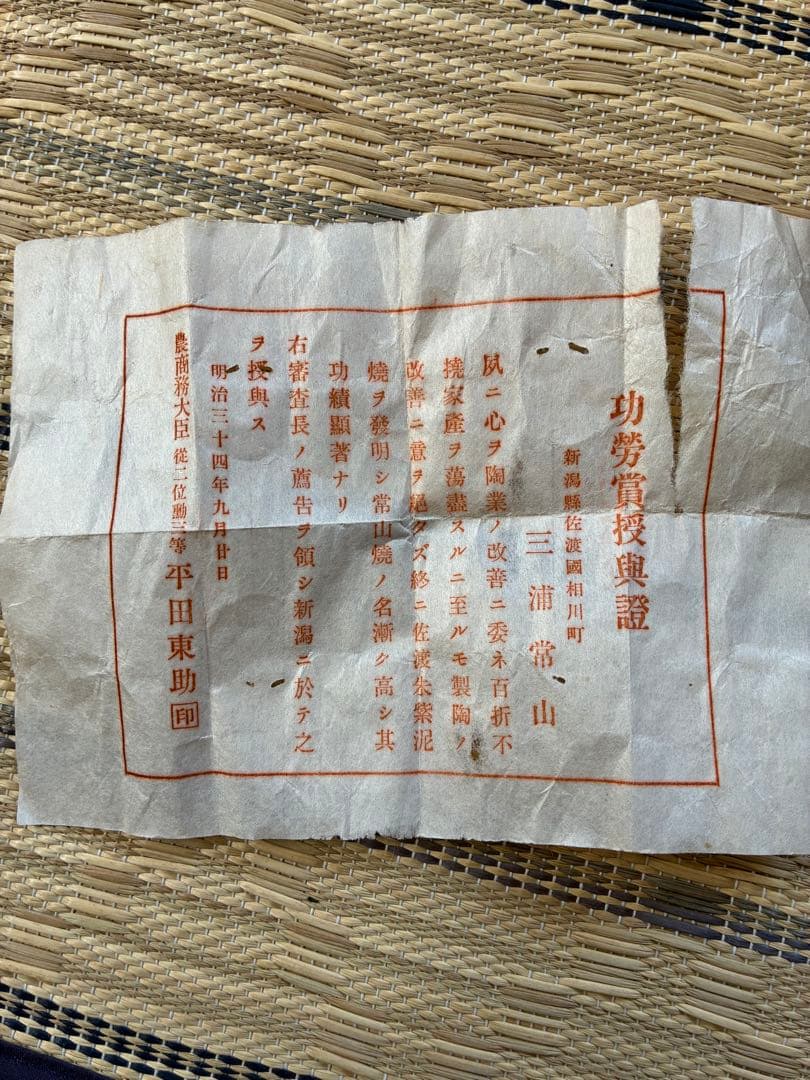 功勞賞授與證
新潟縣佐渡國相川町
三浦常山
夙ニ心ヲ陶業ノ改善ニ委ネ百折不
撓家產ヲ蕩盡スルニ至ルモ製陶ノ
改善ニ意ヲ絕タズ終ニ佐渡朱紫泥
燒ヲ發明シ常山燒ノ名漸ク高シ其
功績顯著ナリ
右審査長ノ薦告ヲ領シ新潟ニ於テ之
ヲ授與ス
明治三十四年九月廿日
農商務大臣 從二位勳三等 平田東助 印